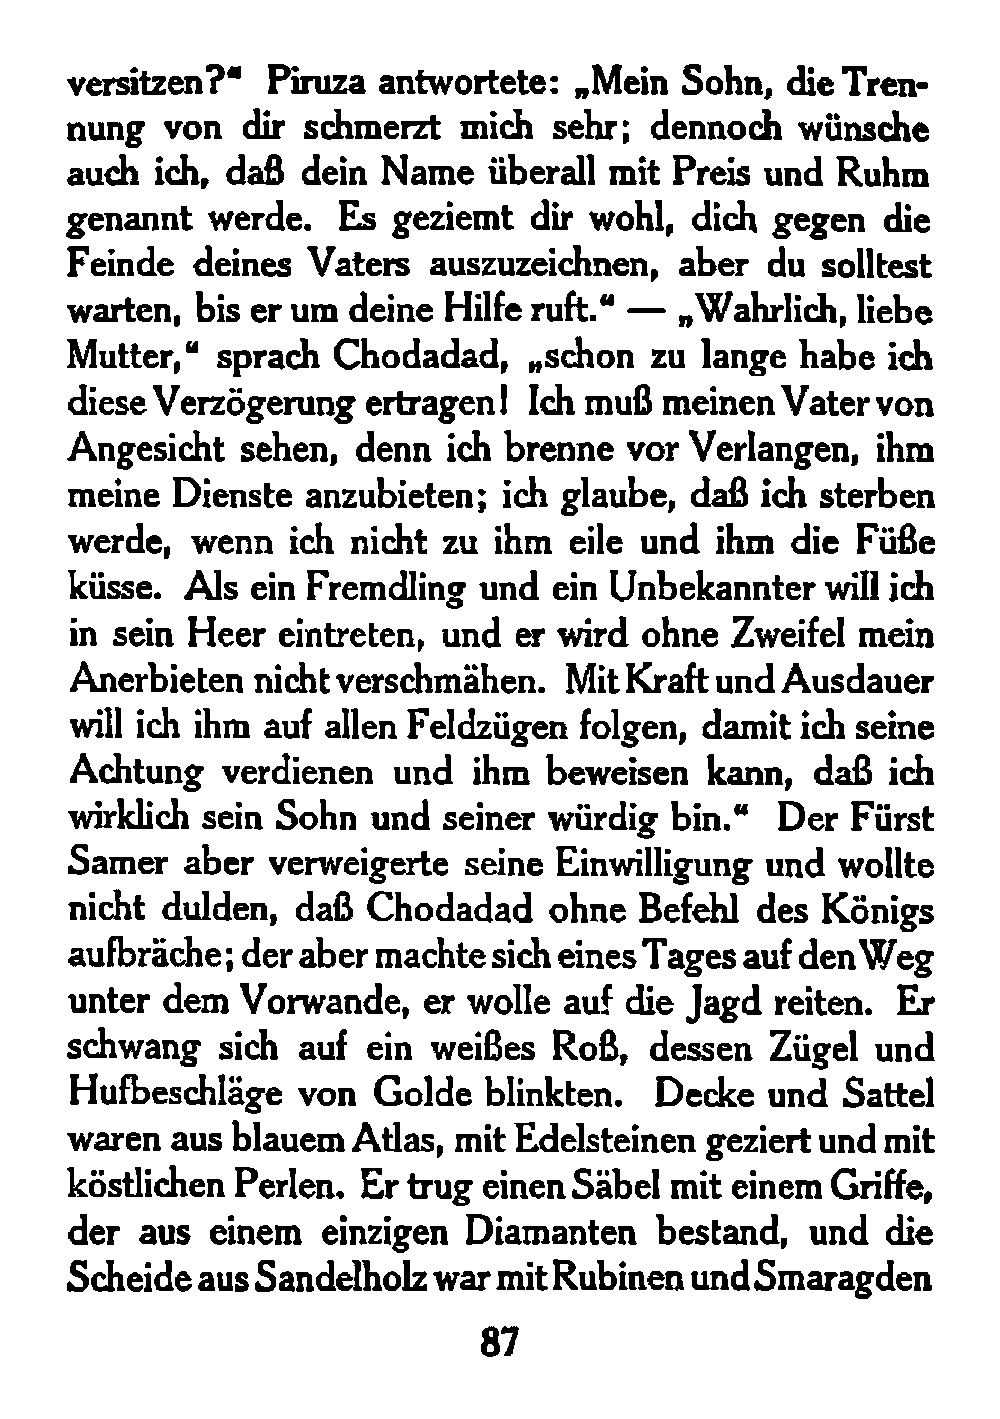 versitzen?“ Piruza antwortete: „Mein Sohn, die Tren-
nung von dir schmerzt mich sehr; dennoch wünsche
auch ich, daß dein Name überall mit Preis und Ruhm
genannt werde. Es geziemt dir wohl, dich gegen die
Feinde deines Vaters auszuzeichnen, aber du solltest
warten, bis er um deine Hilfe ruft.“ — „Wahrlich, liebe
Mutter,“ sprach Chodadad, „schon zu lange habe ich
diese Verzögerung ertragen! Ich muß meinen Vater von
Angesicht sehen, denn ich brenne vor Verlangen, ihm
meine Dienste anzubieten; ich glaube, daß ich sterben
werde, wenn ich nicht zu ihm eile und ihm die Füße
küsse. Als ein Fremdling und ein Unbekannter will ich
in sein Heer eintreten, und er wird ohne Zweifel mein
Anerbieten nicht verschmähen. Mit Kraft und Ausdauer
will ich ihm auf allen Feldzügen folgen, damit ich seine
Achtung verdienen und ihm beweisen kann, daß ich
wirklich sein Sohn und seiner würdig bin.“ Der Fürst
Samer aber verweigerte seine Einwilligung und wollte
nicht dulden, daß Chodadad ohne Befehl des Königs
aufbräche; der aber machte sich eines Tages auf den Weg
unter dem Vorwande, er wolle auf die Jagd reiten. Er
schwang sich auf ein weißes Roß, dessen Zügel und
Hufbeschläge von Golde blinkten. Decke und Sattel
waren aus blauem Atlas, mit Edelsteinen geziert und mit
köstlichen Perlen. Er trug einen Säbel mit einem Griffe,
der aus einem einzigen Diamanten bestand, und die
Scheide aus Sandelholz war mit Rubinen und Smaragden
87